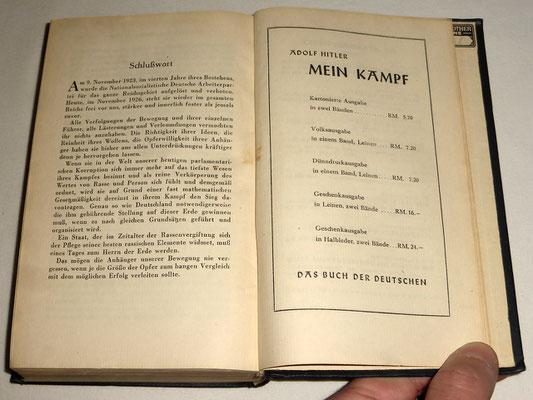 Schlußwort
Am 9. November 1923, im vierten Jahre ihres Bestehens,
wurde die Nationalsozialistische Deutsche Arbeiterpar-
tei für das ganze Reichsgebiet aufgelöst und verboten.
Heute, im November 1926, steht sie wieder im gesamten
Reiche frei vor uns, stärker und innerlich fester als jemals
zuvor.
Alle Verfolgungen der Bewegung und ihrer einzelnen
Führer, alle Lästerungen und Verleumdungen vermochten
ihr nichts anzuhaben. Die Richtigkeit ihrer Ideen, die
Reinheit ihres Wollens, die Opferwilligkeit ihrer Anhän-
ger haben sie bisher aus allen Unterdrückungen kräftiger
denn je hervorgehen lassen.
Wenn sie in der Welt unserer heutigen parlamentari-
schen Korruption sich immer mehr auf das tiefste Wesen
ihres Kampfes besinnt und als reine Verkörperung des
Wertes von Rasse und Person sich fühlt und demgemäß
ordnet, wird sie auf Grund einer fast mathematischen
Gesetzmäßigkeit dereinst in ihrem Kampfe den Sieg da-
vontragen. Genau so wie Deutschland notwendigerweise
die ihm gebührende Stellung auf dieser Erde gewinnen
muß, wenn es nach gleichen Grundsätzen geführt und
organisiert wird.
Ein Staat, der im Zeitalter der Rassenvergiftung sich
der Pflege seiner besten rassischen Elemente widmet, muß
eines Tages zum Herrn der Erde werden.
Das mögen die Anhänger unserer Bewegung nie ver-
gessen, wenn je die Größe der Opfer zum bangen Vergleich
mit dem möglichen Erfolg verleiten sollte.
ADOLF HITLER
MEIN KAMPF
Kartonierte Ausgabe
in zwei Bänden . . . . . RM. 5.70
Volksausgabe
in einem Band, Leinen . . RM. 7.20
Dünndruckausgabe
in einem Band, Leinen . . RM. 7.20
Geschenkausgabe
in Leinen, zwei Bände . . RM. 16.—
Geschenkausgabe
in Halbleder, zwei Bände . . RM. 24.—
DAS BUCH DER DEUTSCHEN